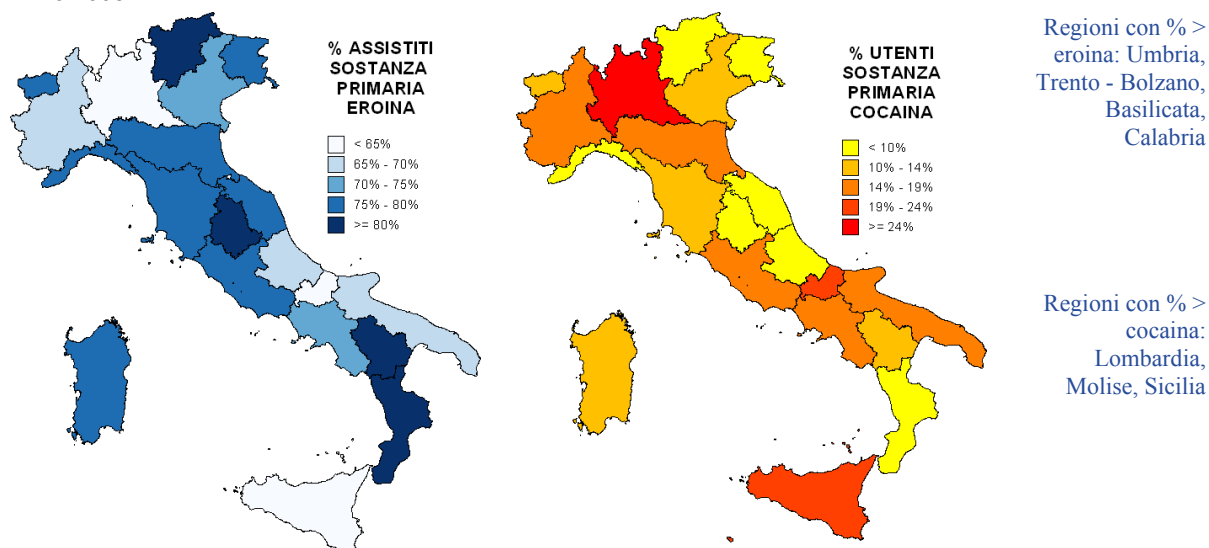 % ASSISTITI
SOSTANZA
PRIMARIA
EROINA
< 65%
65% - 70%
70% - 75%
75% - 80%
>= 80%
% UTENTI
SOSTANZA
PRIMARIA
COCAINA
< 10%
10% - 14%
14% - 19%
19% - 24%
>= 24%
Regioni con % >
eroina: Umbria,
Trento - Bolzano,
Basilicata,
Calabria
Regioni con % >
cocaina:
Lombardia,
Molise, Sicilia